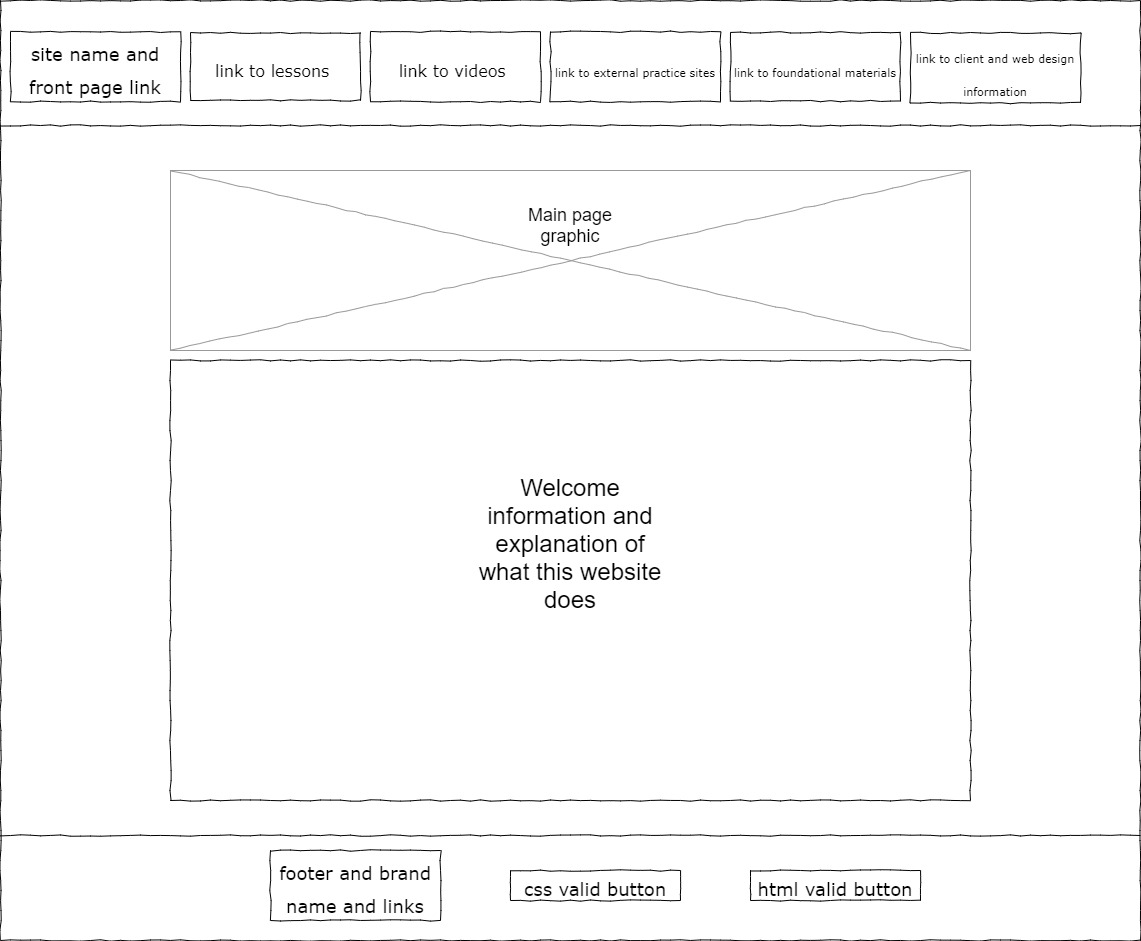 site name and
front page link
link to lessons
link to videos
link to external practice sites
link to foundational materials
link to client and web design
information
Main page
graphic
Welcome
information and
explanation of
what this website
does
footer and brand
name and links
css valid button
html valid button